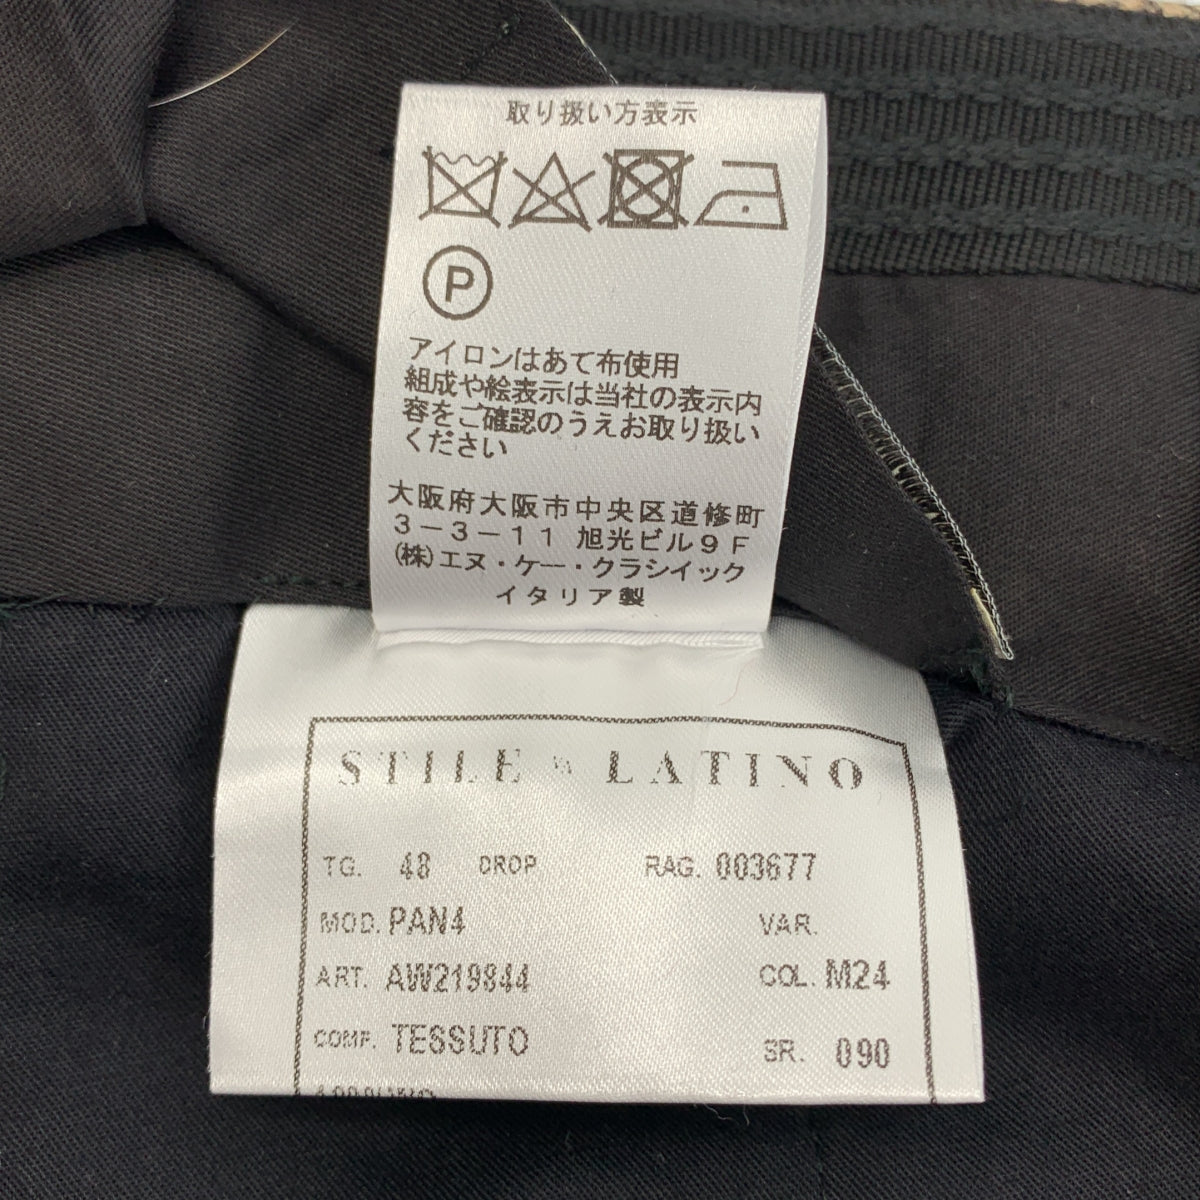 取り扱い方表示
P
アイロンはあて布使用
組成や絵表示は当社の表示内
容をご確認のうえお取り扱い
ください
大阪府大阪市中央区道修町
3-3-11 旭光ビル9F
(株)エヌ・ケー・クラシイック
イタリア製
STILE LATINO
TG. 48 DROP RAG. 003677
MOD. PAN4 VAR.
ART. AW219844 COL. M24
COMP. TESSUTO SR. 090